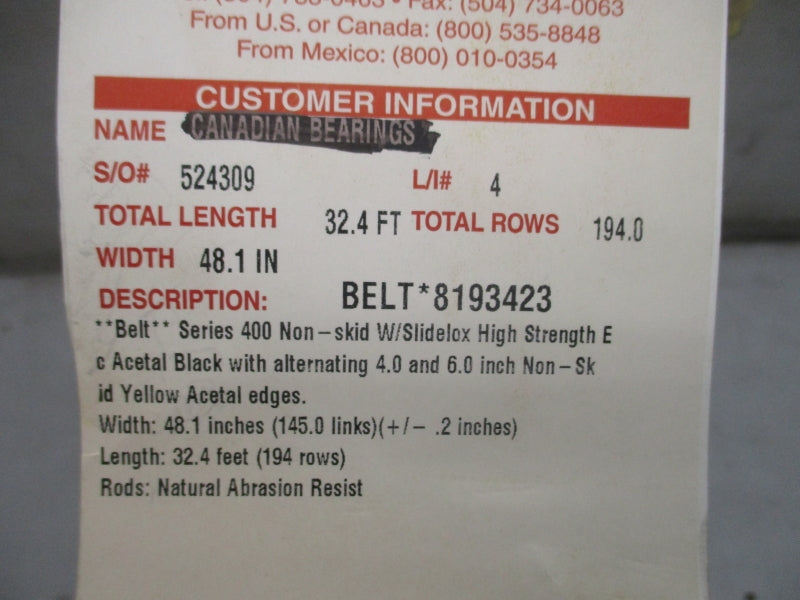 Fax: (504) 734-0063
From U.S. or Canada: (800) 535-8848
From Mexico: (800) 010-0354
CUSTOMER INFORMATION
NAME CANADIAN BEARINGS
S/O# 524309 L/I# 4
TOTAL LENGTH 32.4 FT TOTAL ROWS 194.0
WIDTH 48.1 IN
DESCRIPTION: BELT*8193423
**Belt** Series 400 Non-skid W/Slidelox High Strength E
c Acetal Black with alternating 4.0 and 6.0 inch Non-Sk
id Yellow Acetal edges.
Width: 48.1 inches (145.0 links)(+/- .2 inches)
Length: 32.4 feet (194 rows)
Rods: Natural Abrasion Resist